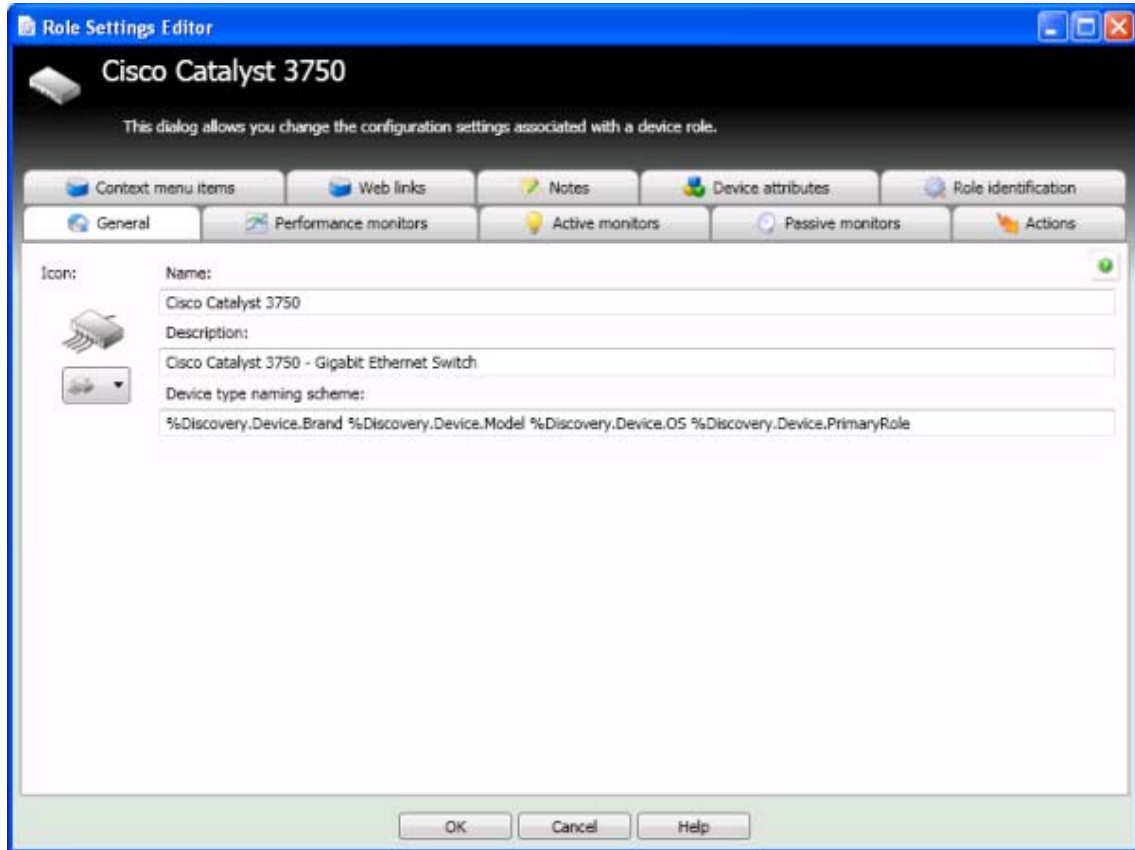 Role Settings Editor
Cisco Catalyst 3750
This dialog allows you change the configuration settings associated with a device role.
Context menu items Web links Notes Device attributes Role identification
General Performance monitors Active monitors Passive monitors Actions
Icon: Name:
Cisco Catalyst 3750
Description:
Cisco Catalyst 3750 - Gigabit Ethernet Switch
Device type naming scheme:
%Discovery.Device.Brand %Discovery.Device.Model %Discovery.Device.OS %Discovery.Device.PrimaryRole
OK Cancel Help